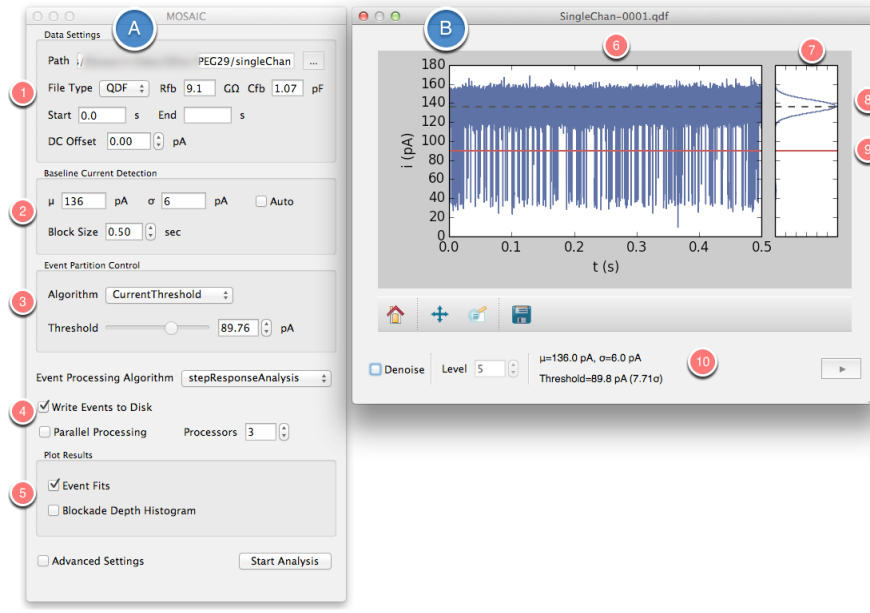 MOSAIC
A
Data Settings
Path PEG29/singleChan ...
1
File Type QDF Rfb 9.1 GΩ Cfb 1.07 pF
Start 0.0 s End s
DC Offset 0.00 pA
Baseline Current Detection
2
μ 136 pA σ 6 pA Auto
Block Size 0.50 sec
Event Partition Control
3
Algorithm CurrentThreshold
Threshold 89.76 pA
Event Processing Algorithm stepResponseAnalysis
4
Write Events to Disk
Parallel Processing Processors 3
Plot Results
5
Event Fits
Blockade Depth Histogram
Advanced Settings Start Analysis
SingleChan-0001.qdf
B
6
7
8
9
180
160
140
120
100
80
60
40
20
0
i (pA)
0.0 0.1 0.2 0.3 0.4 0.5
t (s)
Denoise Level 5
μ=136.0 pA, σ=6.0 pA
Threshold=89.8 pA (7.71σ)
10